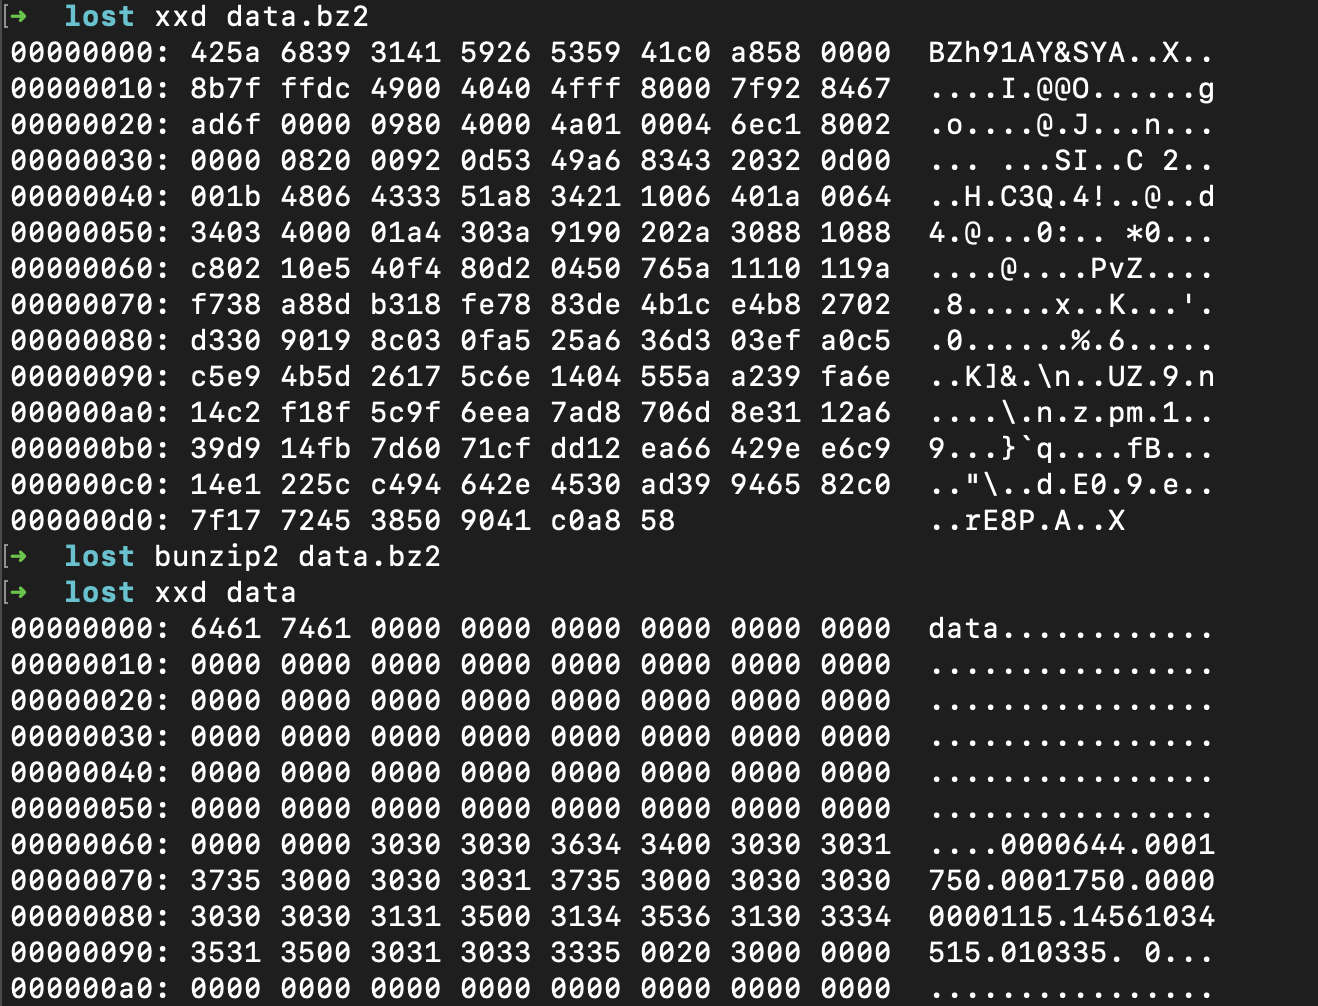 [➜  lost xxd data.bz2
00000000: 425a 6839 3141 5926 5359 41c0 a858 0000  BZh91AY&SYA..X..
00000010: 8b7f ffdc 4900 4040 4fff 8000 7f92 8467  ....I.@@O......g
00000020: ad6f 0000 0980 4000 4a01 0004 6ec1 8002  .o....@.J...n...
00000030: 0000 0820 0092 0d53 49a6 8343 2032 0d00  ... ...SI..C 2..
00000040: 001b 4806 4333 51a8 3421 1006 401a 0064  ..H.C3Q.4!..@..d
00000050: 3403 4000 01a4 303a 9190 202a 3088 1088  4.@...0:.. *0...
00000060: c802 10e5 40f4 80d2 0450 765a 1110 119a  ....@....PvZ....
00000070: f738 a88d b318 fe78 83de 4b1c e4b8 2702  .8.....x..K...'.
00000080: d330 9019 8c03 0fa5 25a6 36d3 03ef a0c5  .0......%.6.....
00000090: c5e9 4b5d 2617 5c6e 1404 555a a239 fa6e  ..K]&.\n..UZ.9.n
000000a0: 14c2 f18f 5c9f 6eea 7ad8 706d 8e31 12a6  ....\.n.z.pm.1..
000000b0: 39d9 14fb 7d60 71cf dd12 ea66 429e e6c9  9...}`q....fB...
000000c0: 14e1 225c c494 642e 4530 ad39 9465 82c0  .."\..d.E0.9.e..
000000d0: 7f17 7245 3850 9041 c0a8 58  ..rE8P.A..X
[➜  lost bunzip2 data.bz2
[➜  lost xxd data
00000000: 6461 7461 0000 0000 0000 0000 0000 0000  data............
00000010: 0000 0000 0000 0000 0000 0000 0000 0000  ................
00000020: 0000 0000 0000 0000 0000 0000 0000 0000  ................
00000030: 0000 0000 0000 0000 0000 0000 0000 0000  ................
00000040: 0000 0000 0000 0000 0000 0000 0000 0000  ................
00000050: 0000 0000 0000 0000 0000 0000 0000 0000  ................
00000060: 0000 0000 3030 3030 3634 3400 3030 3031  ....0000644.0001
00000070: 3735 3000 3030 3031 3735 3000 3030 3030  750.0001750.0000
00000080: 3030 3030 3131 3500 3134 3536 3130 3334  0000115.14561034
00000090: 3531 3500 3031 3033 3335 0020 3000 0000  515.010335. 0...
000000a0: 0000 0000 0000 0000 0000 0000 0000 0000  ................